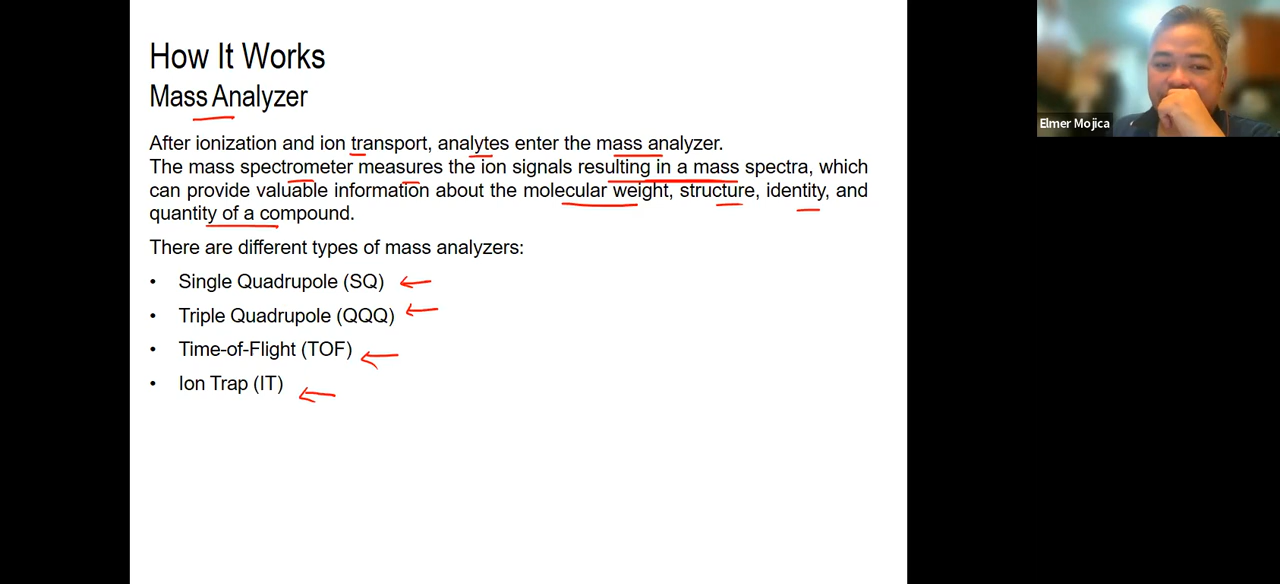 How It Works
Mass Analyzer
After ionization and ion transport, analytes enter the mass analyzer.
The mass spectrometer measures the ion signals resulting in a mass spectra, which
can provide valuable information about the molecular weight, structure, identity, and
quantity of a compound.
There are different types of mass analyzers:
• Single Quadrupole (SQ)
• Triple Quadrupole (QQQ)
• Time-of-Flight (TOF)
• Ion Trap (IT)
Elmer Mojica